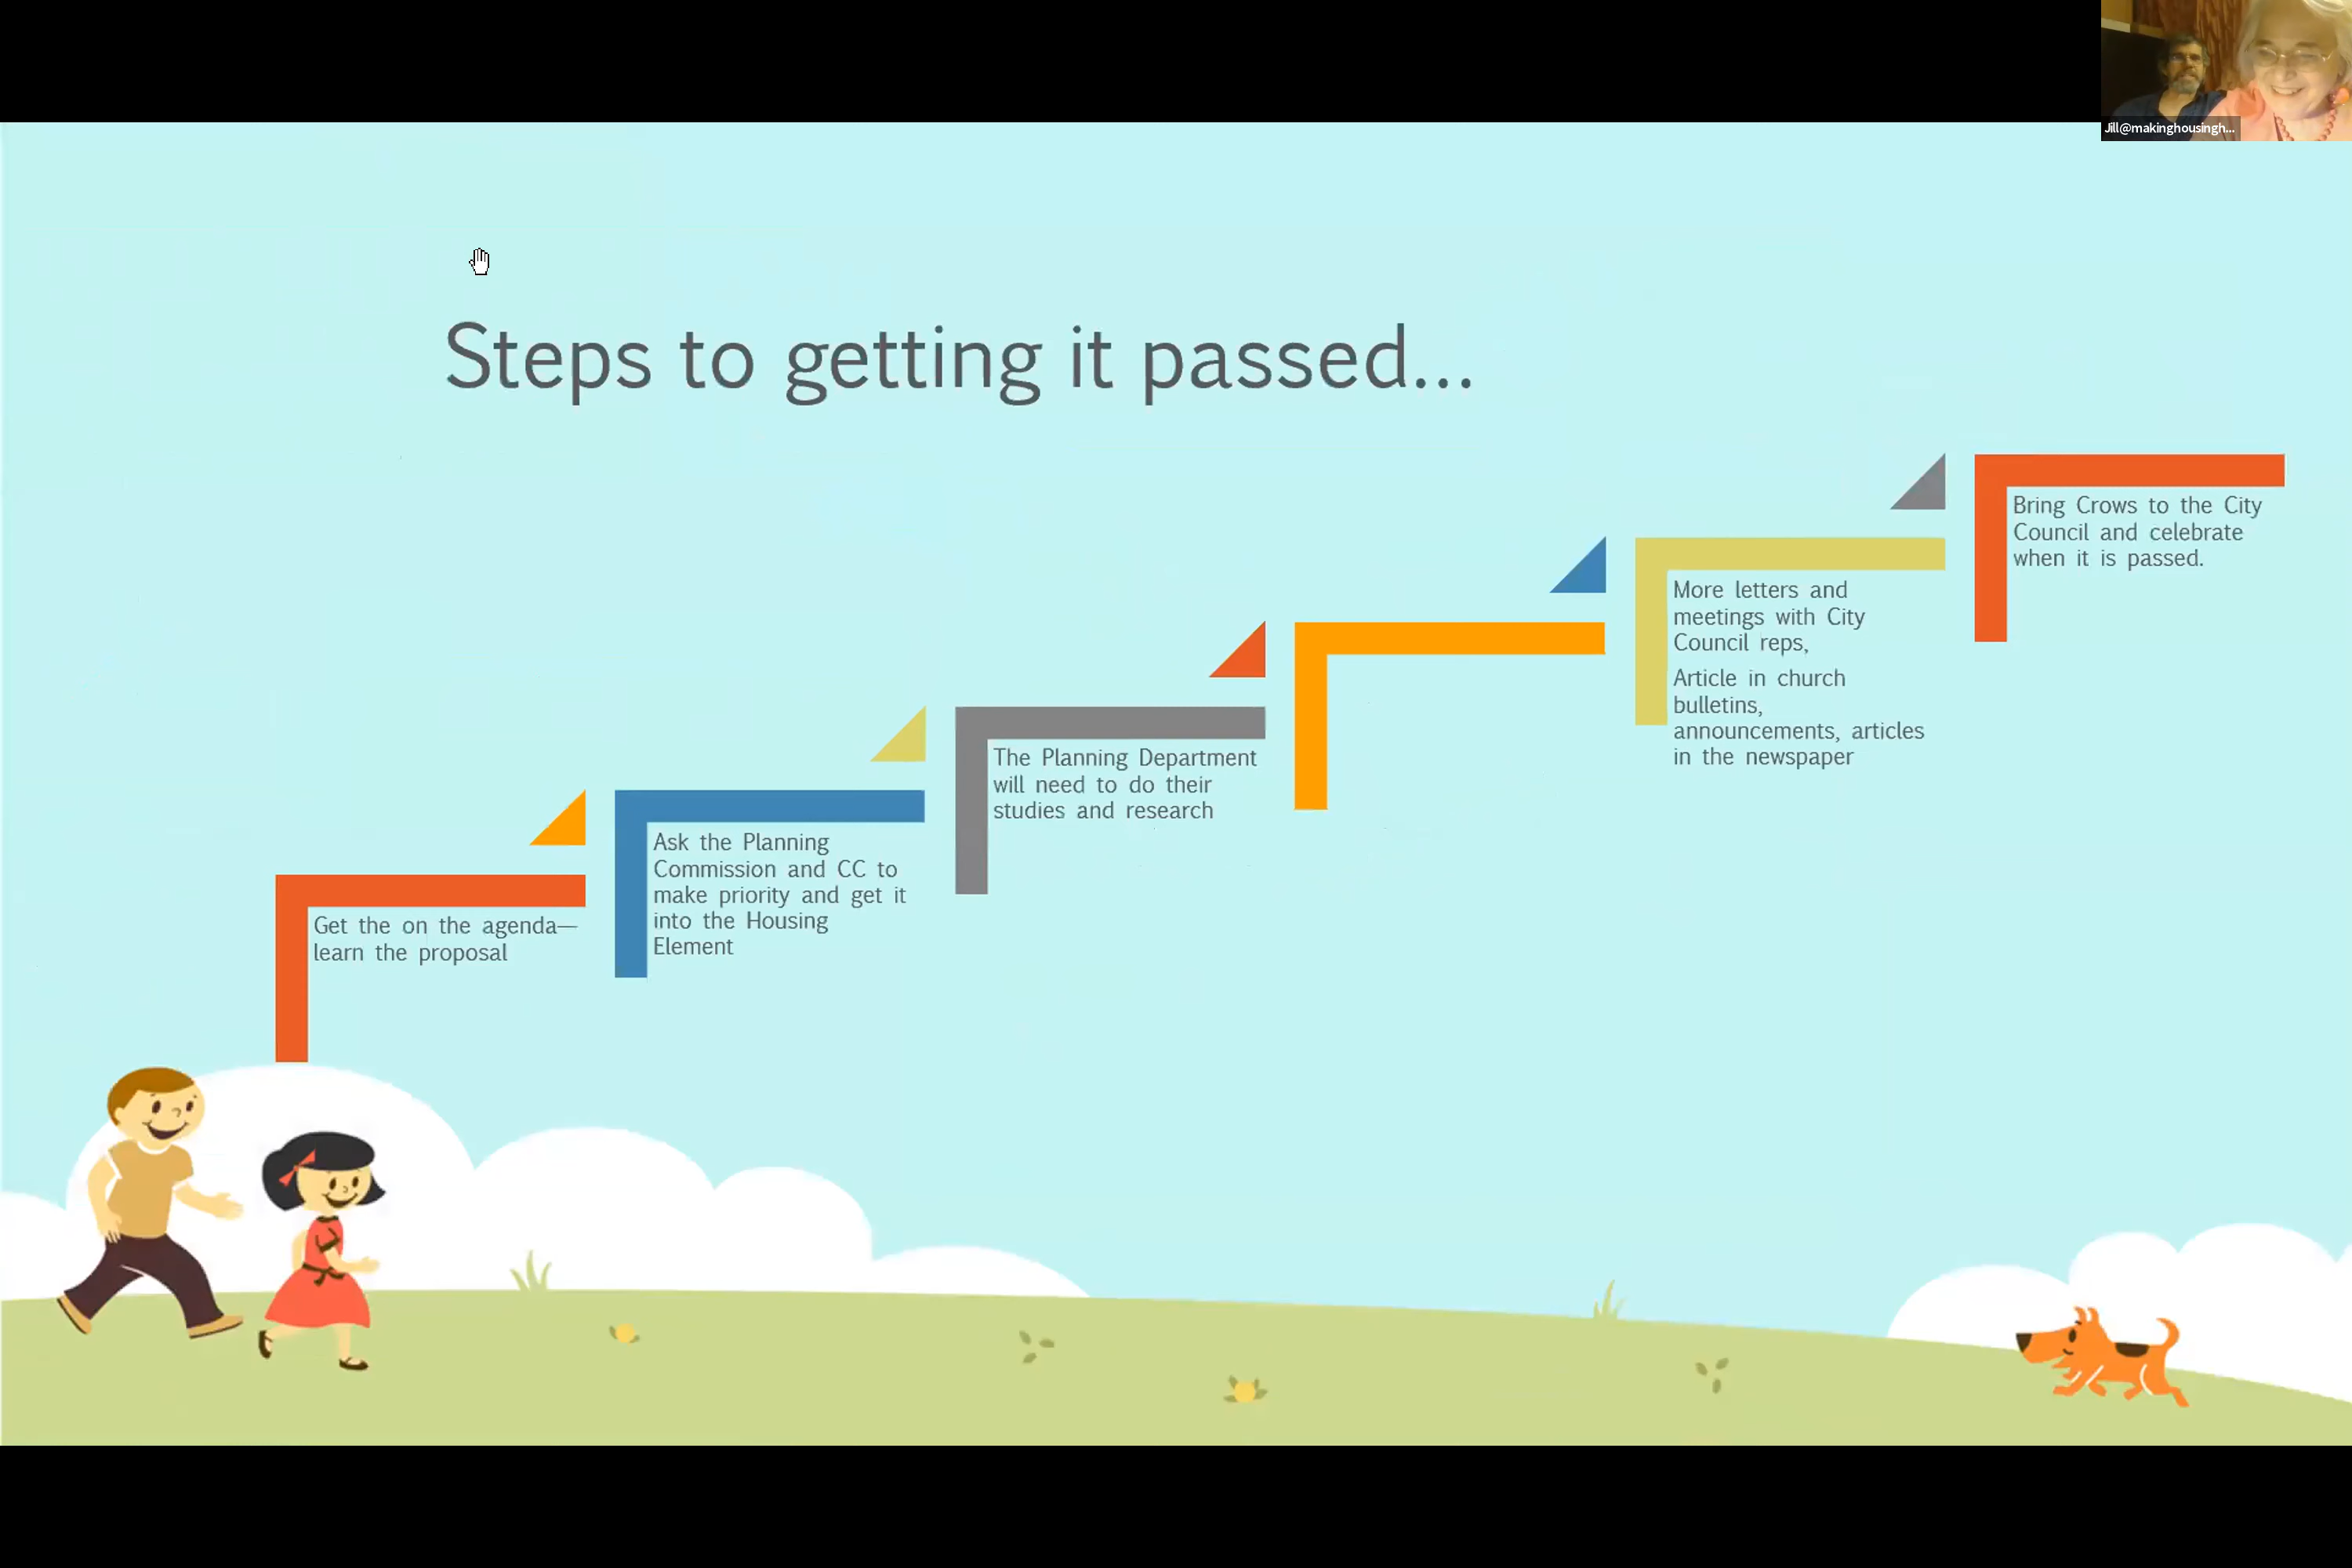 Jill@makinghousingh...
Steps to getting it passed...
Get the on the agenda—
learn the proposal
Ask the Planning
Commission and CC to
make priority and get it
into the Housing
Element
The Planning Department
will need to do their
studies and research
More letters and
meetings with City
Council reps,
Article in church
bulletins,
announcements, articles
in the newspaper
Bring Crows to the City
Council and celebrate
when it is passed.